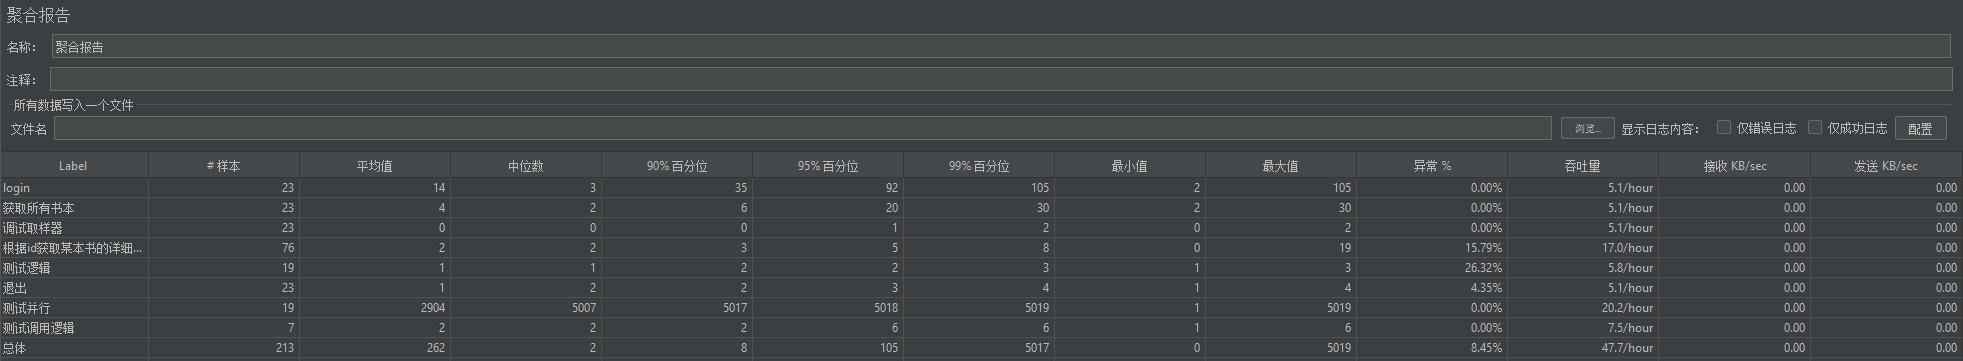 聚合报告
名称： 聚合报告
注释：
所有数据写入一个文件
文件名 浏览... 显示日志内容： 仅错误日志 仅成功日志 配置
Label # 样本 平均值 中位数 90% 百分位 95% 百分位 99% 百分位 最小值 最大值 异常 % 吞吐量 接收 KB/sec 发送 KB/sec
login 23 14 3 35 92 105 2 105 0.00% 5.1/hour 0.00 0.00
获取所有书本 23 4 2 6 20 30 2 30 0.00% 5.1/hour 0.00 0.00
调试取样器 23 0 0 0 1 2 0 2 0.00% 5.1/hour 0.00 0.00
根据id获取某本书的详细... 76 2 2 3 5 8 0 19 15.79% 17.0/hour 0.00 0.00
测试逻辑 19 1 1 2 2 3 1 3 26.32% 5.8/hour 0.00 0.00
退出 23 1 2 2 3 4 1 4 4.35% 5.1/hour 0.00 0.00
测试并行 19 2904 5007 5017 5018 5019 1 5019 0.00% 20.2/hour 0.00 0.00
测试调用逻辑 7 2 2 2 6 6 1 6 0.00% 7.5/hour 0.00 0.00
总体 213 262 2 8 105 5017 0 5019 8.45% 47.7/hour 0.00 0.00